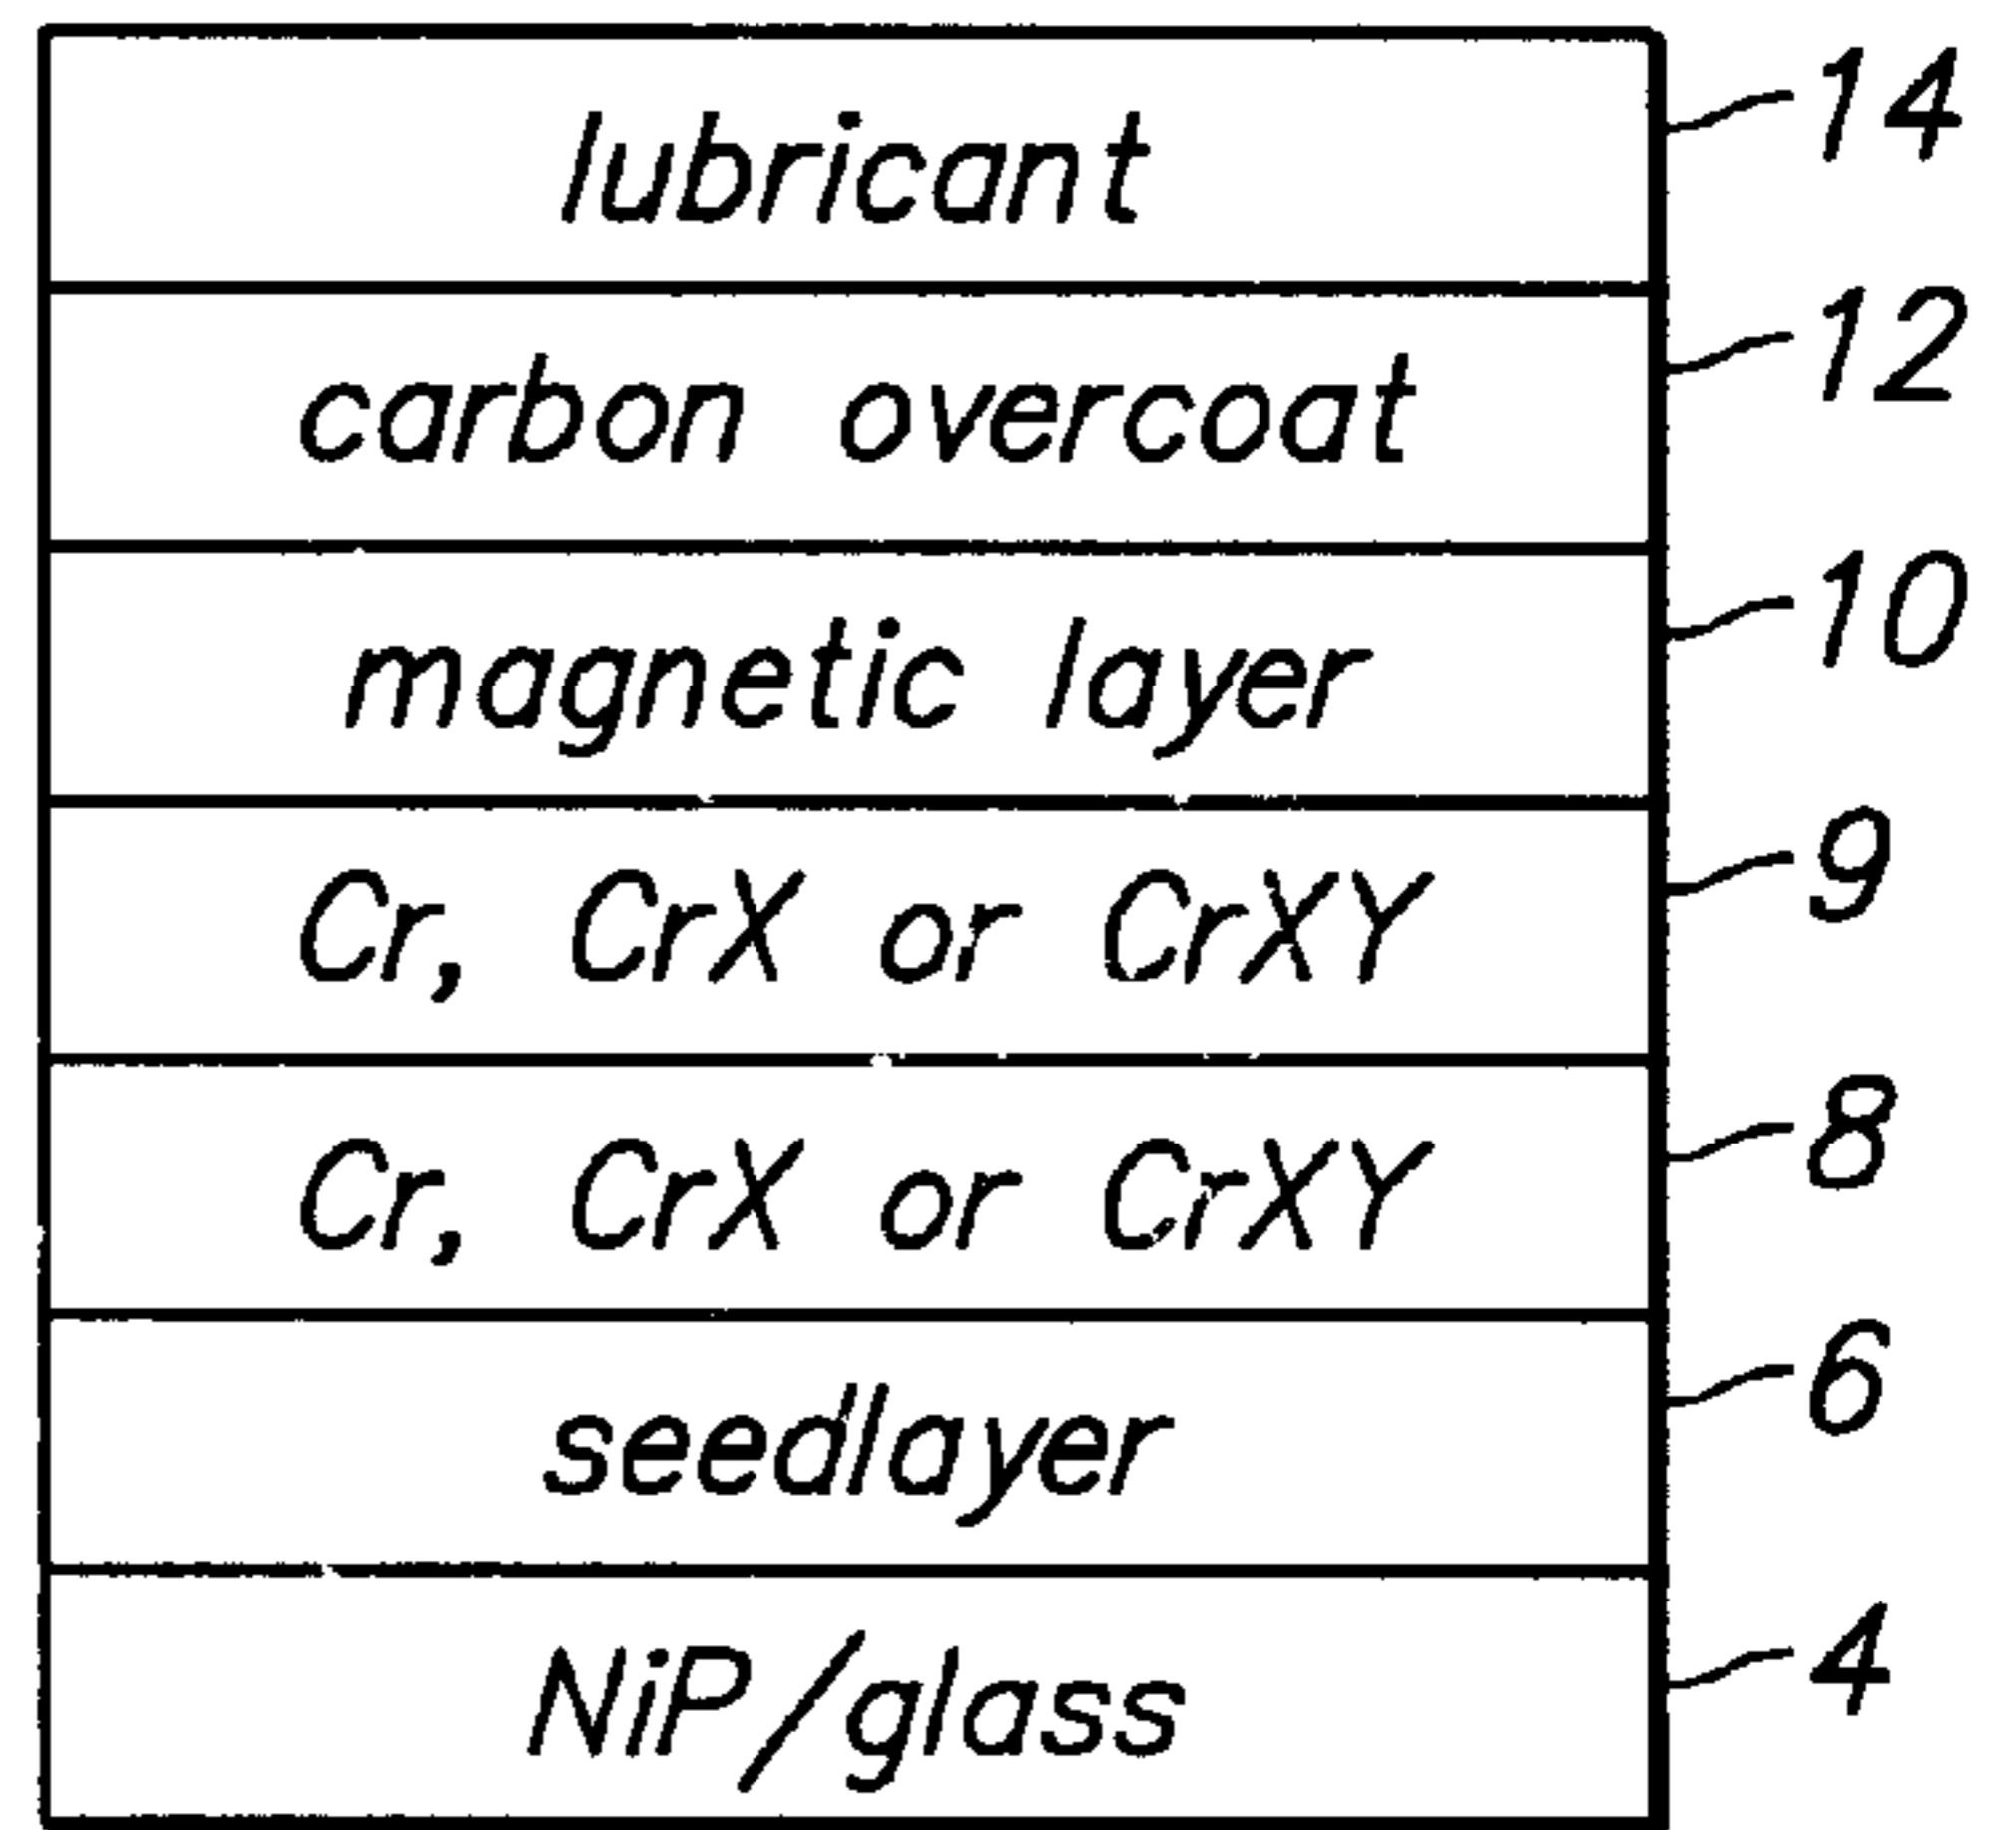 lubricant 14
carbon overcoat 12
magnetic layer 10
Cr, CrX or CrXY 9
Cr, CrX or CrXY 8
seedlayer 6
NiP/glass 4